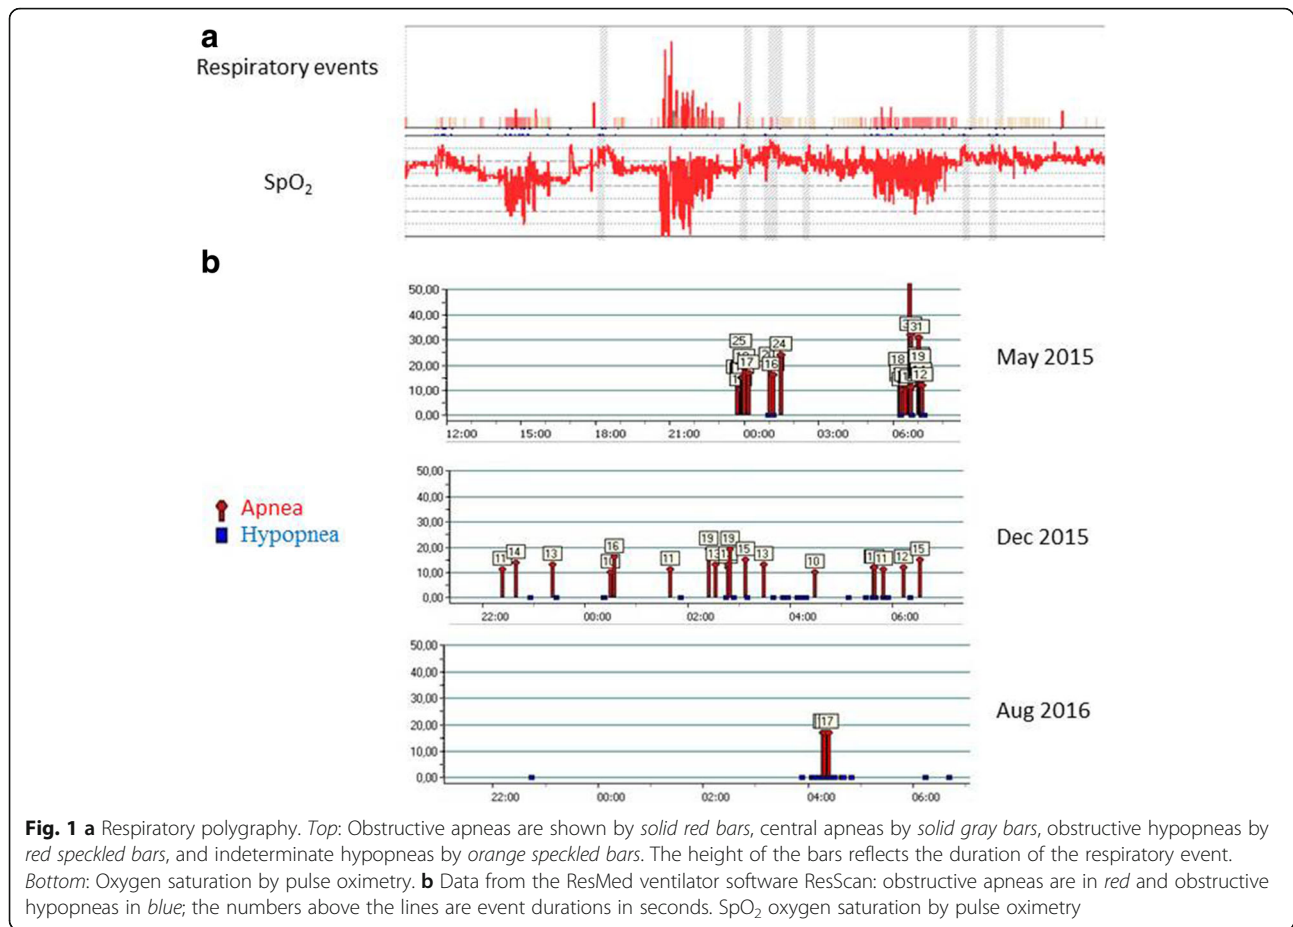 a
Respiratory events
SpO2
b
50,00
40,00
30,00
20,00
10,00
0,00
25
17
16
24
18
31
19
12
12:00 15:00 18:00 21:00 00:00 03:00 06:00
May 2015
Apnea
Hypopnea
50,00
40,00
30,00
20,00
10,00
0,00
11 14 13 10 16 11 19 13 19 15 13 10 11 12 15
22:00 00:00 02:00 04:00 06:00
Dec 2015
50,00
40,00
30,00
20,00
10,00
0,00
17
22:00 00:00 02:00 04:00 06:00
Aug 2016
Fig. 1 a Respiratory polygraphy. Top: Obstructive apneas are shown by solid red bars, central apneas by solid gray bars, obstructive hypopneas by
red speckled bars, and indeterminate hypopneas by orange speckled bars. The height of the bars reflects the duration of the respiratory event.
Bottom: Oxygen saturation by pulse oximetry. b Data from the ResMed ventilator software ResScan: obstructive apneas are in red and obstructive
hypopneas in blue; the numbers above the lines are event durations in seconds. SpO2 oxygen saturation by pulse oximetry